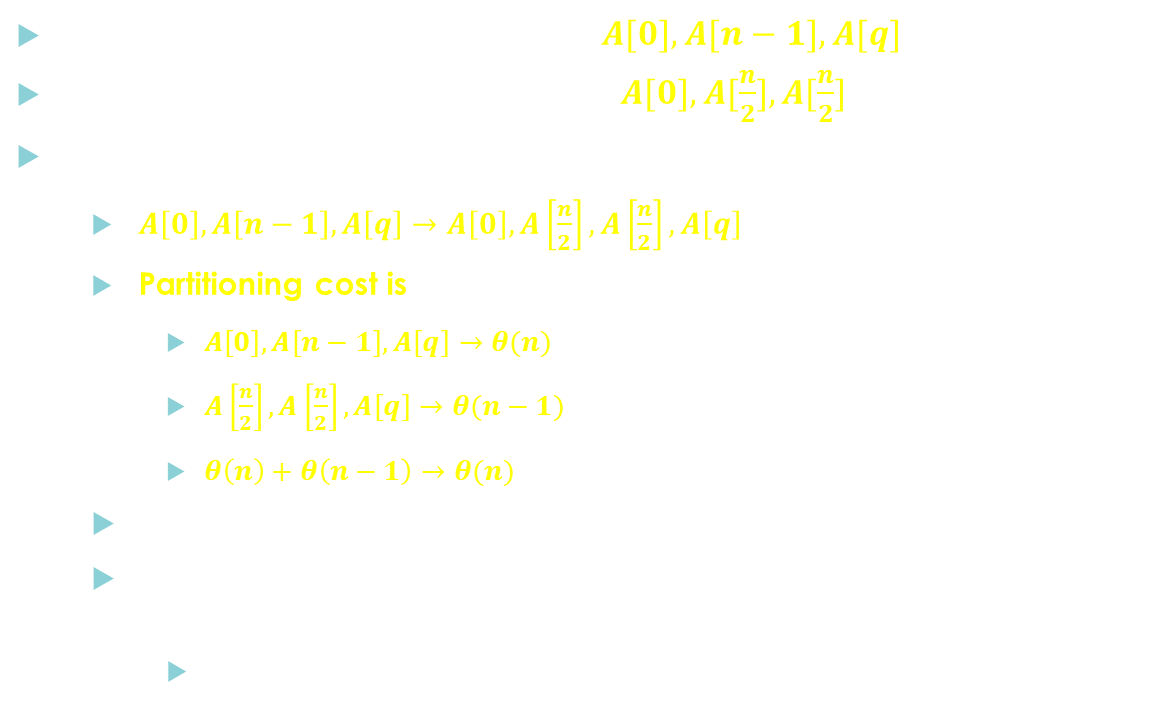 A[0], A[n − 1], A[q]
A[0], A[n/2], A[n/2]
A[0], A[n − 1], A[q] → A[0], A[n/2], A[n/2], A[q]
Partitioning cost is
A[0], A[n − 1], A[q] → θ(n)
A[n/2], A[n/2], A[q] → θ(n − 1)
θ(n) + θ(n − 1) → θ(n)